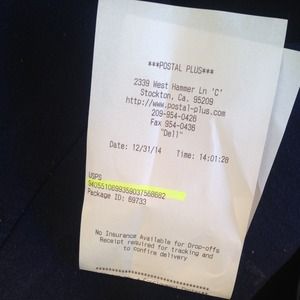 ***POSTAL PLUS***
2339 West Hammer Ln 'C'
Stockton, Ca. 95209
http://www.postal-plus.com
209-954-0426
Fax 954-0436
"Dell"
Date: 12/31/14 Time: 14:01:28
USPS
9405510699359037568682
Package ID: 69733
No Insurance Available for Drop-offs
Receipt required for tracking and
to confirm delivery